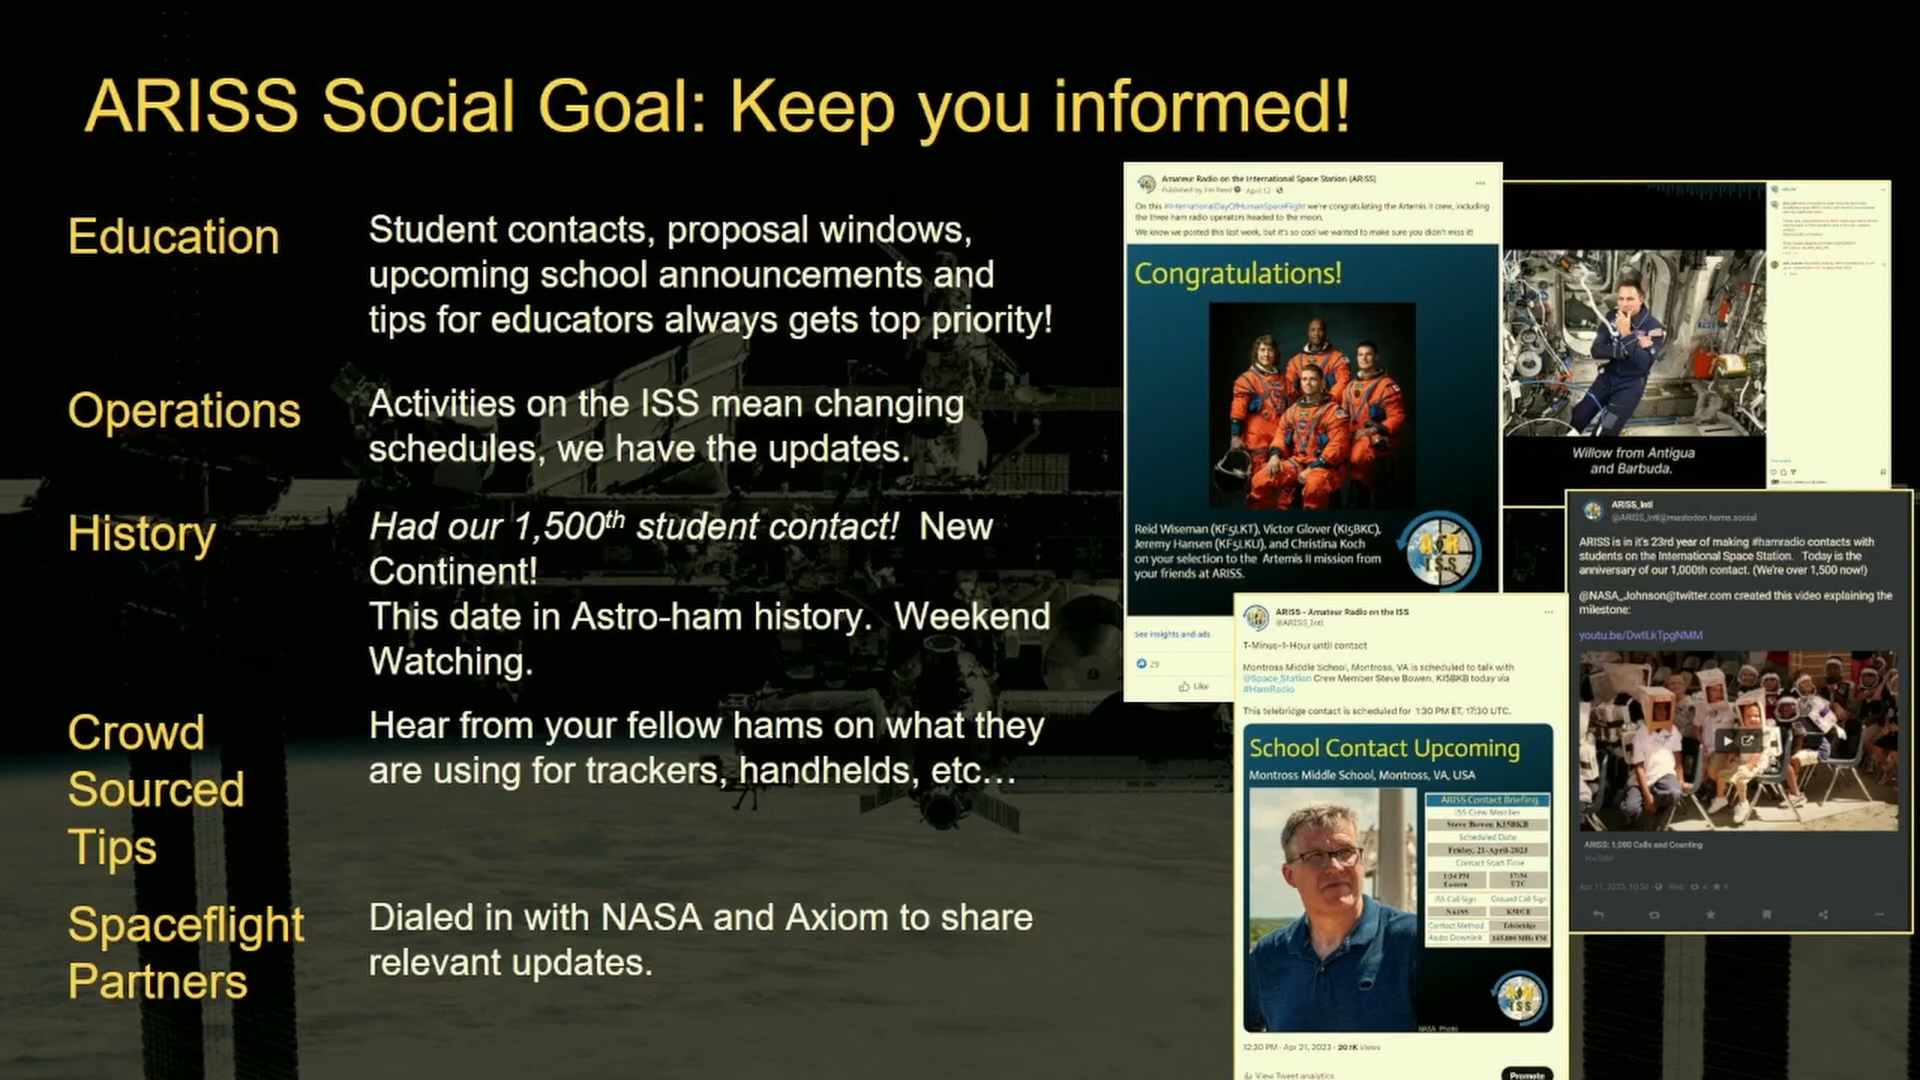 ARISS Social Goal: Keep you informed!
Education
Student contacts, proposal windows,
upcoming school announcements and
tips for educators always gets top priority!
Operations
Activities on the ISS mean changing
schedules, we have the updates.
History
Had our 1,500th student contact! New
Continent!
This date in Astro-ham history. Weekend
Watching.
Crowd
Sourced
Tips
Hear from your fellow hams on what they
are using for trackers, handhelds, etc...
Spaceflight
Partners
Dialed in with NASA and Axiom to share
relevant updates.
Amateur Radio on the International Space Station (ARISS)
April 12
On this #InternationalDayOfHumanSpaceFlight we're congratulating the Artemis II crew, including
the three ham radio operators headed to the moon.
We know we posted this last week, but it's so cool we wanted to make sure you didn't miss it!
Congratulations!
Reid Wiseman (KF5LKT), Victor Glover (KI5BKC),
Jeremy Hansen (KF5LKU), and Christina Koch
on your selection to the Artemis II mission from
your friends at ARISS.
See insights and ads
29
Like
Willow from Antigua
and Barbuda.
ARISS_Intl
@ARISS_Intl@mastodon.hams.social
ARISS is in it's 23rd year of making #hamradio contacts with
students on the International Space Station. Today is the
anniversary of our 1,000th contact. (We're over 1,500 now!)
@NASA_Johnson@twitter.com created this video explaining the
milestone:
youtu.be/DwtLkTpgNMM
ARISS: 1,000 Calls and Counting
YouTube
Apr 11, 2023, 10:50
ARISS - Amateur Radio on the ISS
@ARISS_Intl
T-Minus-1-Hour until contact
Montross Middle School, Montross, VA is scheduled to talk with
@Space_Station Crew Member Steve Bowen, KI5BKB today via
#HamRadio
This telebridge contact is scheduled for 1:30 PM ET, 17:30 UTC.
School Contact Upcoming
Montross Middle School, Montross, VA, USA
ARISS Contact Briefing
ISS Crew Member
Steve Bowen KI5BKB
Scheduled Date
Friday, 21-April-2023
Contact Start Time
1:34 PM
Eastern
17:34
UTC
ISS Call Sign
Ground Call Sign
NA1SS
Contact Method
Telebridge
Audio Downlink
145.800 MHz FM
NASA Photo
12:30 PM · Apr 21, 2023 · 20.1K Views
View Tweet analytics
Promote